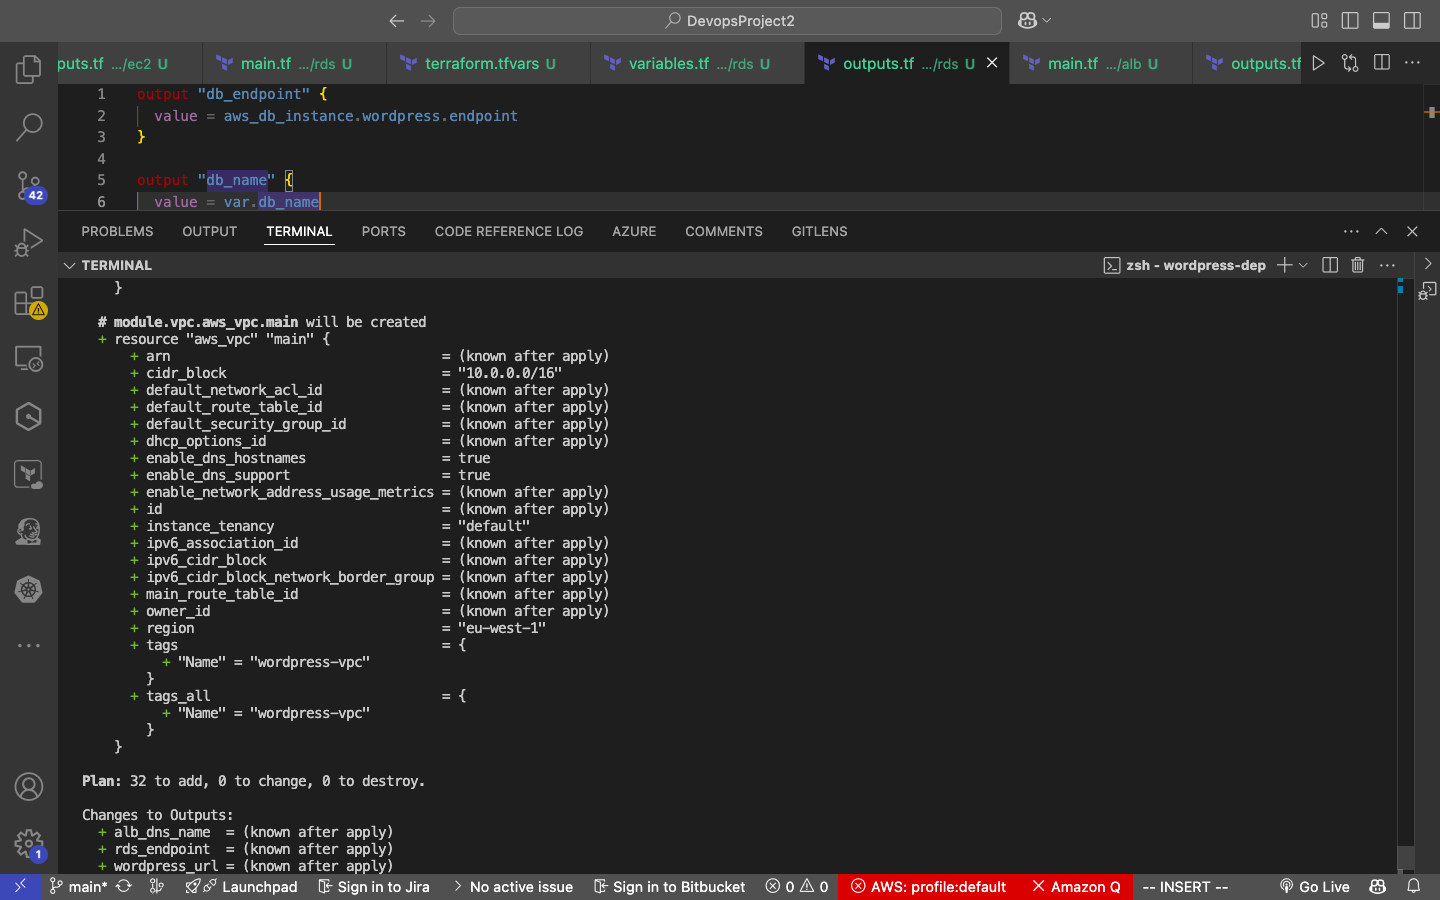 DevopsProject2
puts.tf .../ec2 U
main.tf .../rds U
terraform.tfvars U
variables.tf .../rds U
outputs.tf .../rds U
main.tf .../alb U
outputs.tf
1 output "db_endpoint" {
2 value = aws_db_instance.wordpress.endpoint
3 }
4
5 output "db_name" {
6 value = var.db_name
42
PROBLEMS OUTPUT TERMINAL PORTS CODE REFERENCE LOG AZURE COMMENTS GITLENS
TERMINAL
zsh - wordpress-dep
}
# module.vpc.aws_vpc.main will be created
+ resource "aws_vpc" "main" {
+ arn = (known after apply)
+ cidr_block = "10.0.0.0/16"
+ default_network_acl_id = (known after apply)
+ default_route_table_id = (known after apply)
+ default_security_group_id = (known after apply)
+ dhcp_options_id = (known after apply)
+ enable_dns_hostnames = true
+ enable_dns_support = true
+ enable_network_address_usage_metrics = (known after apply)
+ id = (known after apply)
+ instance_tenancy = "default"
+ ipv6_association_id = (known after apply)
+ ipv6_cidr_block = (known after apply)
+ ipv6_cidr_block_network_border_group = (known after apply)
+ main_route_table_id = (known after apply)
+ owner_id = (known after apply)
+ region = "eu-west-1"
+ tags = {
+ "Name" = "wordpress-vpc"
}
+ tags_all = {
+ "Name" = "wordpress-vpc"
}
}
Plan: 32 to add, 0 to change, 0 to destroy.
Changes to Outputs:
+ alb_dns_name = (known after apply)
+ rds_endpoint = (known after apply)
+ wordpress_url = (known after apply)
1
main* Launchpad Sign in to Jira No active issue Sign in to Bitbucket 0 0 AWS: profile:default Amazon Q -- INSERT -- Go Live